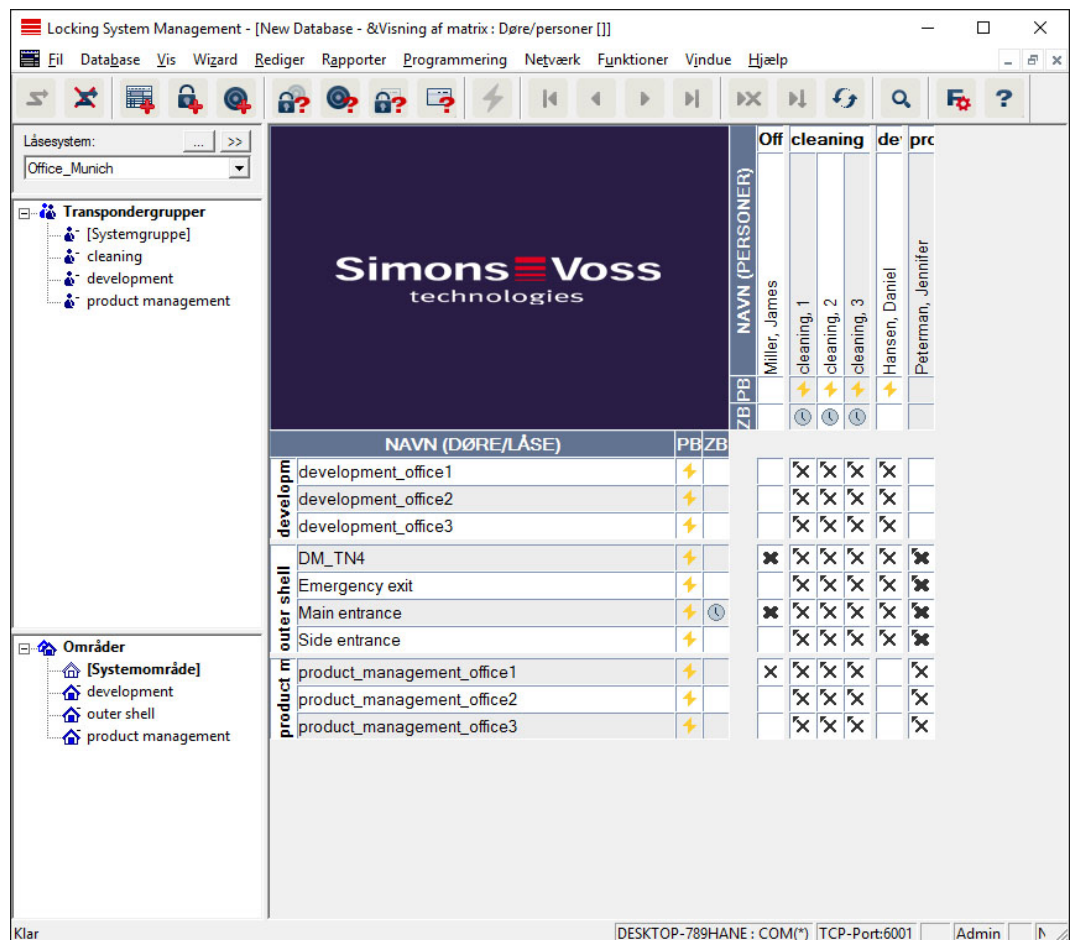 Locking System Management - [New Database - &Visning af matrix : Døre/personer []]
Fil Database Vis Wizard Rediger Rapporter Programmering Netværk Funktioner Vindue Hjælp
Låsesystem:
... >>
Office_Munich
Transpondergrupper
[Systemgruppe]
cleaning
development
product management
Områder
[Systemområde]
development
outer shell
product management
Simons Voss
technologies
NAVN (PERSONER)
PB
ZB
Off cleaning de pro
Miller, James
cleaning, 1
cleaning, 2
cleaning, 3
Hansen, Daniel
Peterman, Jennifer
NAVN (DØRE/LÅSE) PB ZB
developm
development_office1
development_office2
development_office3
outer shell
DM_TN4
Emergency exit
Main entrance
Side entrance
product m
product_management_office1
product_management_office2
product_management_office3
Klar
DESKTOP-789HANE : COM(*) TCP-Port:6001 Admin N